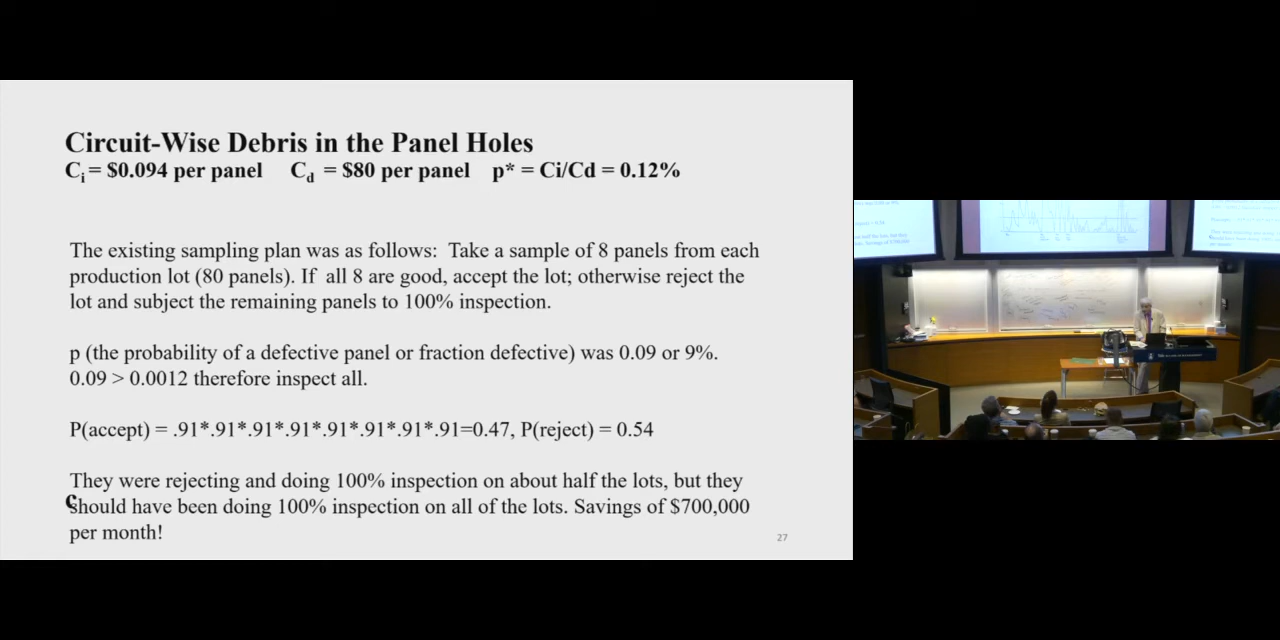 Circuit-Wise Debris in the Panel Holes
Ci = $0.094 per panel Cd = $80 per panel p* = Ci/Cd = 0.12%
The existing sampling plan was as follows: Take a sample of 8 panels from each
production lot (80 panels). If all 8 are good, accept the lot; otherwise reject the
lot and subject the remaining panels to 100% inspection.
p (the probability of a defective panel or fraction defective) was 0.09 or 9%.
0.09 > 0.0012 therefore inspect all.
P(accept) = .91*.91*.91*.91*.91*.91*.91*.91=0.47, P(reject) = 0.54
They were rejecting and doing 100% inspection on about half the lots, but they
should have been doing 100% inspection on all of the lots. Savings of $700,000
per month!
27